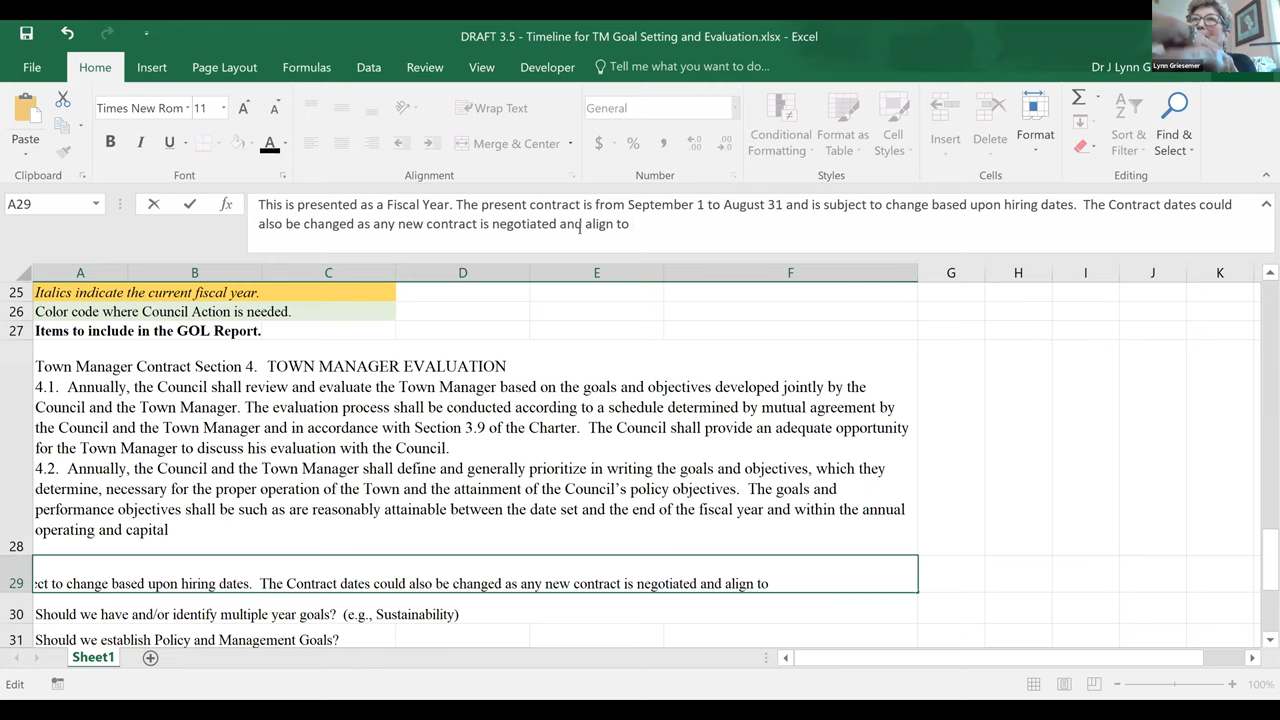 DRAFT 3.5 - Timeline for TM Goal Setting and Evaluation.xlsx - Excel
Lynn Griesemer
File Home Insert Page Layout Formulas Data Review View Developer Tell me what you want to do... Dr J Lynn G
Paste
Clipboard
Times New Rom 11
B I U
Font
Wrap Text
Merge & Center
Alignment
General
$ %
Number
Conditional Formatting
Format as Table
Cell Styles
Styles
Insert Delete Format
Cells
Sort & Filter
Find & Select
Editing
A29 fx This is presented as a Fiscal Year. The present contract is from September 1 to August 31 and is subject to change based upon hiring dates.  The Contract dates could
also be changed as any new contract is negotiated and align to
A B C D E F G H I J K
25 Italics indicate the current fiscal year.
26 Color code where Council Action is needed.
27 Items to include in the GOL Report.
Town Manager Contract Section 4.  TOWN MANAGER EVALUATION
4.1.  Annually, the Council shall review and evaluate the Town Manager based on the goals and objectives developed jointly by the
Council and the Town Manager. The evaluation process shall be conducted according to a schedule determined by mutual agreement by
the Council and the Town Manager and in accordance with Section 3.9 of the Charter.  The Council shall provide an adequate opportunity
for the Town Manager to discuss his evaluation with the Council.
4.2.  Annually, the Council and the Town Manager shall define and generally prioritize in writing the goals and objectives, which they
determine, necessary for the proper operation of the Town and the attainment of the Council's policy objectives.  The goals and
performance objectives shall be such as are reasonably attainable between the date set and the end of the fiscal year and within the annual
operating and capital
28
29 ct to change based upon hiring dates.  The Contract dates could also be changed as any new contract is negotiated and align to
30 Should we have and/or identify multiple year goals?  (e.g., Sustainability)
31 Should we establish Policy and Management Goals?
Sheet1
Edit 100%